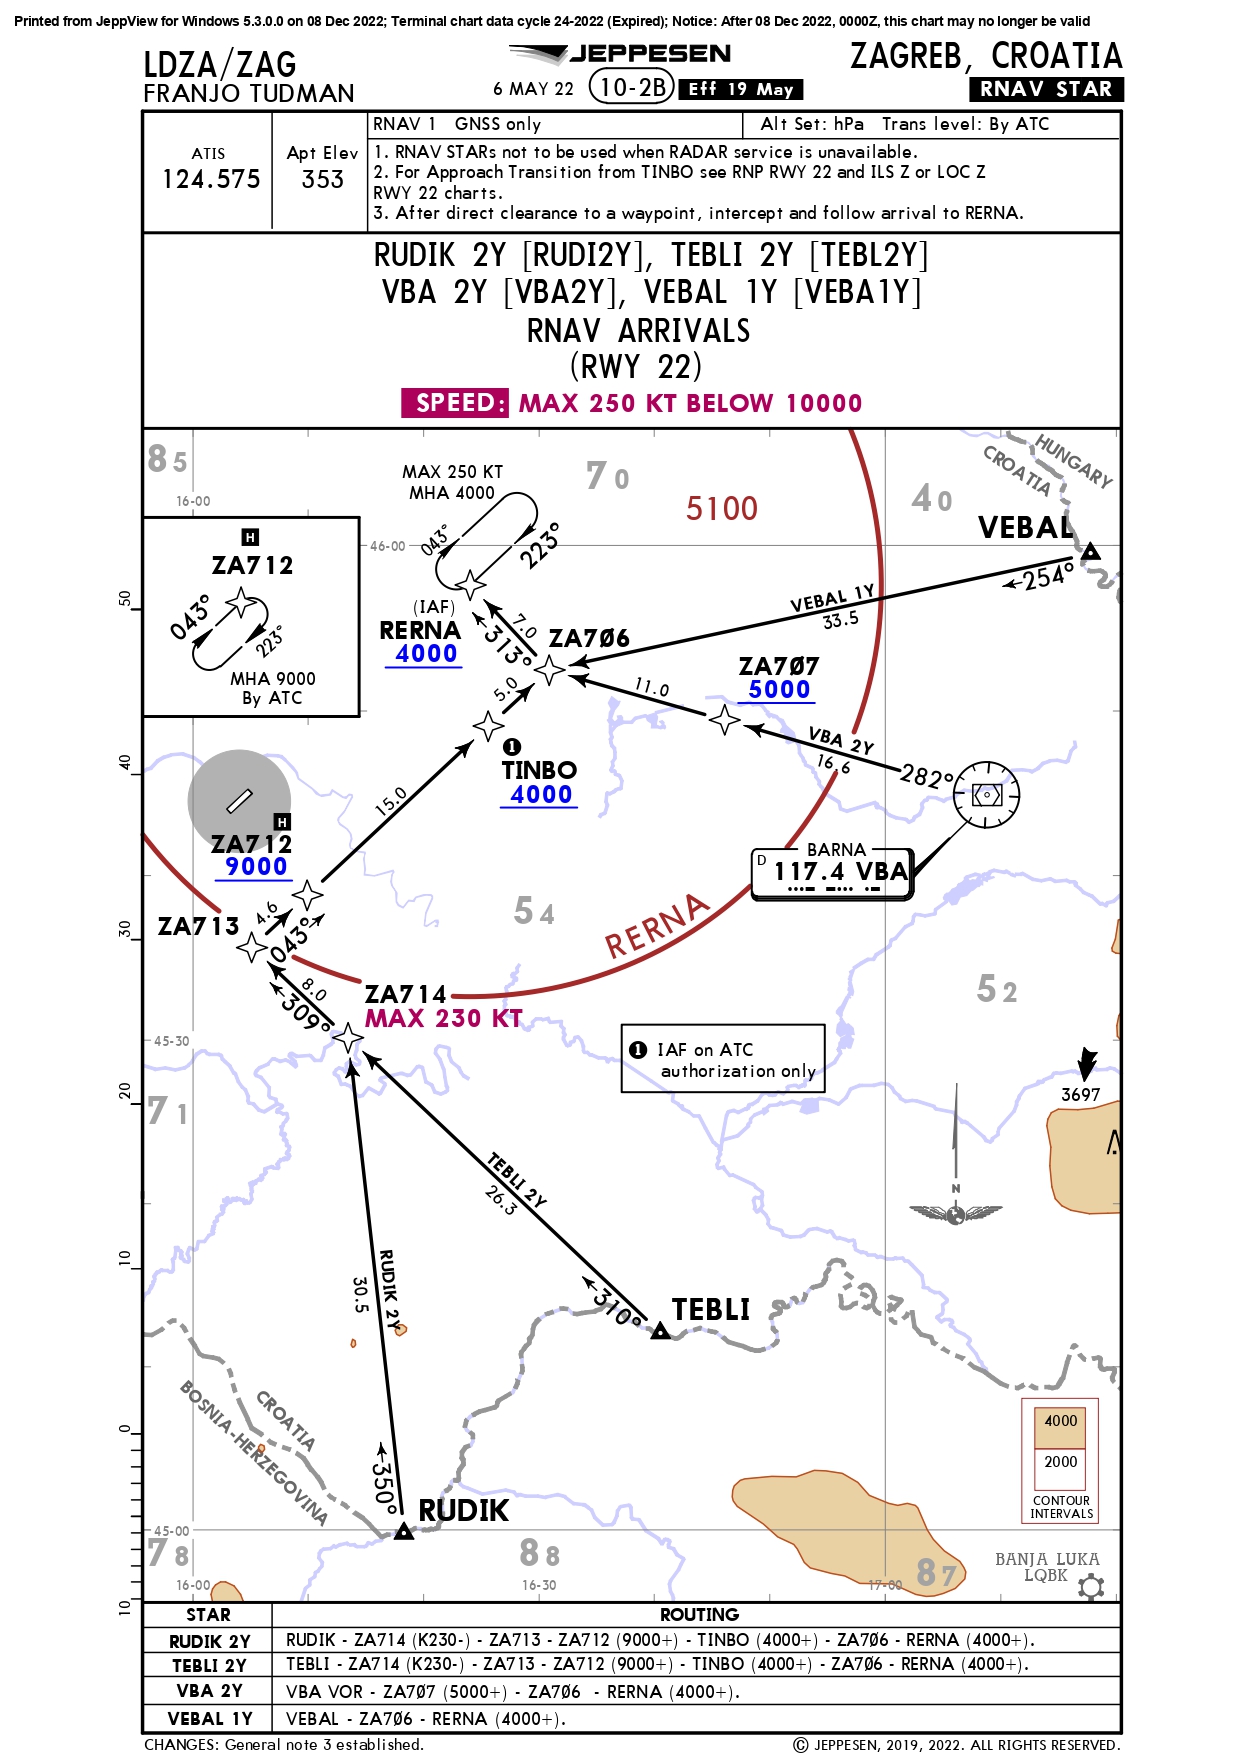 Printed from JeppView for Windows 5.3.0.0 on 08 Dec 2022; Terminal chart data cycle 24-2022 (Expired); Notice: After 08 Dec 2022, 0000Z, this chart may no longer be valid
LDZA/ZAG
FRANJO TUDMAN
JEPPESEN
6 MAY 22
10-2B
Eff 19 May
ZAGREB, CROATIA
RNAV STAR
ATIS
124.575
Apt Elev
353
RNAV 1 GNSS only
Alt Set: hPa Trans level: By ATC
1. RNAV STARs not to be used when RADAR service is unavailable.
2. For Approach Transition from TINBO see RNP RWY 22 and ILS Z or LOC Z
RWY 22 charts.
3. After direct clearance to a waypoint, intercept and follow arrival to RERNA.
RUDIK 2Y [RUDI2Y], TEBLI 2Y [TEBL2Y]
VBA 2Y [VBA2Y], VEBAL 1Y [VEBA1Y]
RNAV ARRIVALS
(RWY 22)
SPEED: MAX 250 KT BELOW 10000
85
16-00
MAX 250 KT
MHA 4000
70
5100
40
HUNGARY
CROATIA
VEBAL
46-00
043°
223°
254°
H
ZA712
043°
223°
MHA 9000
By ATC
50
(IAF)
RERNA
4000
7.0
313°
ZA7Ø6
VEBAL 1Y
33.5
ZA7Ø7
5000
11.0
5.0
VBA 2Y
16.6
282°
40
❶
TINBO
4000
15.0
H
ZA712
9000
BARNA
D
117.4 VBA
54
RERNA
30
ZA713
4.6
043°
8.0
309°
ZA714
MAX 230 KT
52
❶ IAF on ATC
authorization only
45-30
3697
20
71
N
TEBLI 2Y
26.3
10
RUDIK 2Y
30.5
310°
TEBLI
CROATIA
BOSNIA-HERZEGOVINA
0
4000
2000
CONTOUR
INTERVALS
350°
RUDIK
45-00
78
88
87
BANJA LUKA
LQBK
16-00
16-30
17-00
10
STAR
ROUTING
RUDIK 2Y
RUDIK - ZA714 (K230-) - ZA713 - ZA712 (9000+) - TINBO (4000+) - ZA7Ø6 - RERNA (4000+).
TEBLI 2Y
TEBLI - ZA714 (K230-) - ZA713 - ZA712 (9000+) - TINBO (4000+) - ZA7Ø6 - RERNA (4000+).
VBA 2Y
VBA VOR - ZA7Ø7 (5000+) - ZA7Ø6 - RERNA (4000+).
VEBAL 1Y
VEBAL - ZA7Ø6 - RERNA (4000+).
CHANGES: General note 3 established.
© JEPPESEN, 2019, 2022. ALL RIGHTS RESERVED.